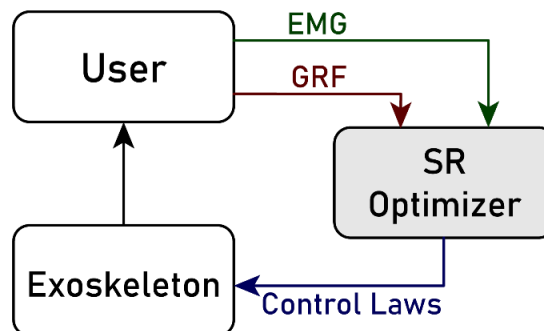 EMG
User
GRF
SR
Optimizer
Exoskeleton
Control Laws